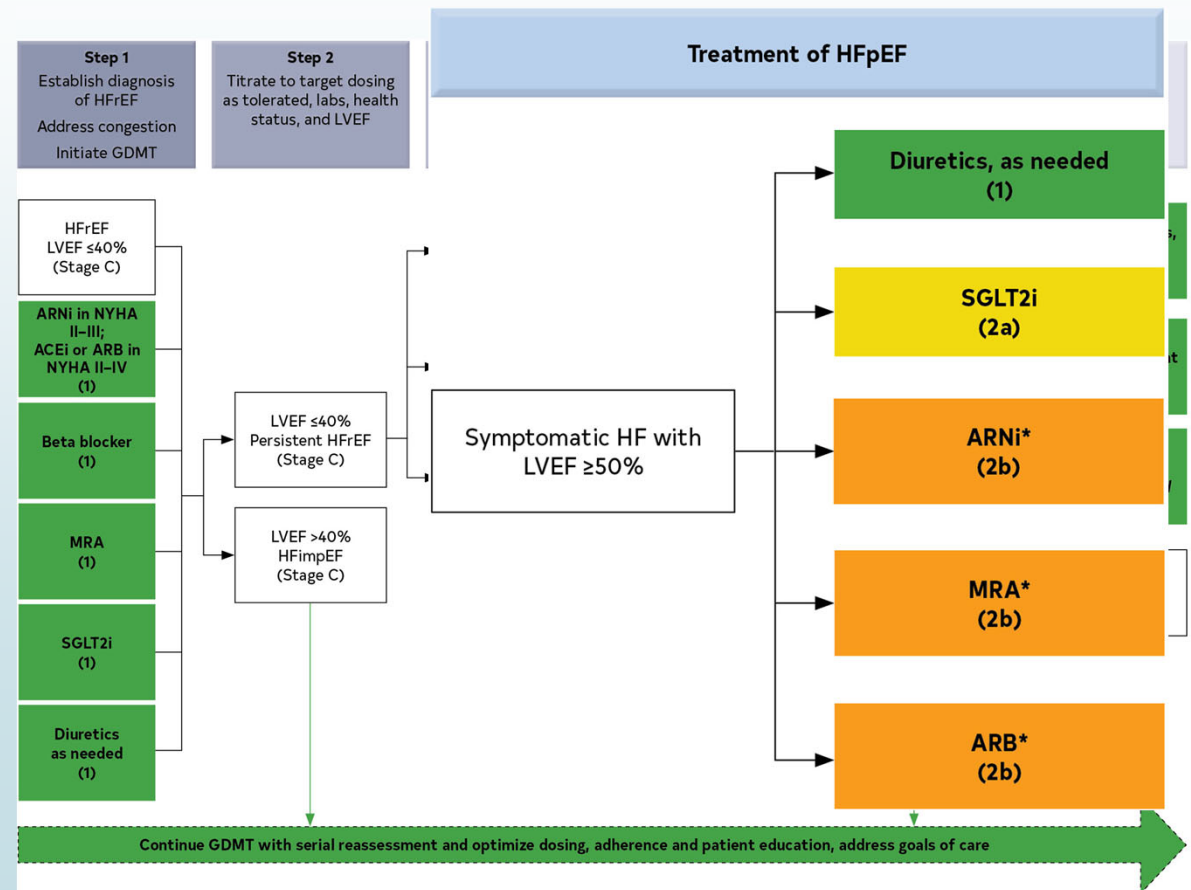 Treatment of HFpEF
Step 1
Establish diagnosis
of HFrEF
Address congestion
Initiate GDMT
Step 2
Titrate to target dosing
as tolerated, labs, health
status, and LVEF
HFrEF
LVEF ≤40%
(Stage C)
ARNi in NYHA
II–III;
ACEi or ARB in
NYHA II–IV
(1)
Beta blocker
(1)
MRA
(1)
SGLT2i
(1)
Diuretics
as needed
(1)
LVEF ≤40%
Persistent HFrEF
(Stage C)
LVEF >40%
HFimpEF
(Stage C)
Symptomatic HF with
LVEF ≥50%
Diuretics, as needed
(1)
SGLT2i
(2a)
ARNi*
(2b)
MRA*
(2b)
ARB*
(2b)
Continue GDMT with serial reassessment and optimize dosing, adherence and patient education, address goals of care